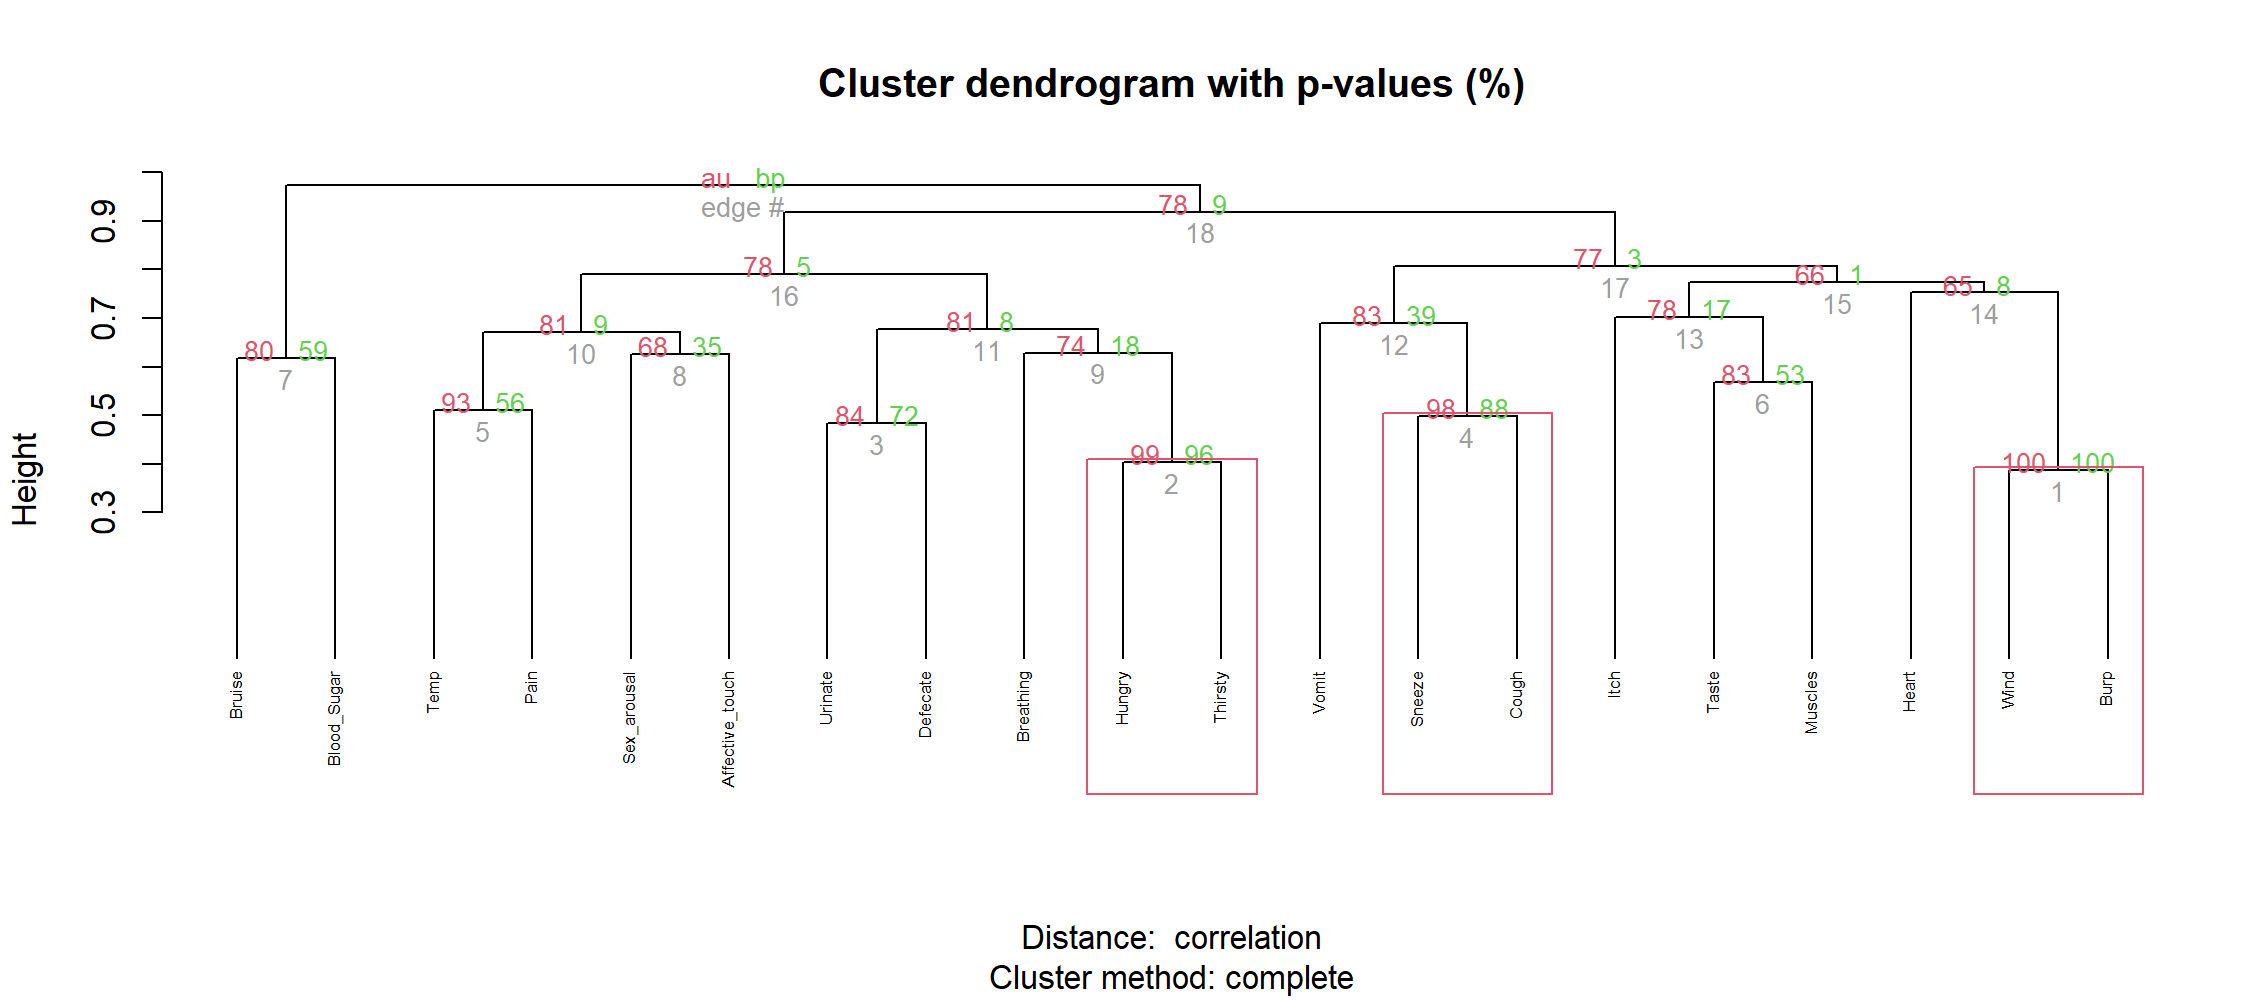 Cluster dendrogram with p-values (%)
au bp
edge #
78 9
18
77 3
17
78 5
16
66 1
15
65 8
14
83 39
12
78 17
13
81 9
10
81 8
11
68 35
8
74 18
9
80 59
7
83 53
6
93 56
5
84 72
3
98 88
4
99 96
2
100 100
1
Height
0.3 0.5 0.7 0.9
Bruise
Blood_Sugar
Temp
Pain
Sex_arousal
Affective_touch
Urinate
Defecate
Breathing
Hungry
Thirsty
Vomit
Sneeze
Cough
Itch
Taste
Muscles
Heart
Wind
Burp
Distance: correlation
Cluster method: complete